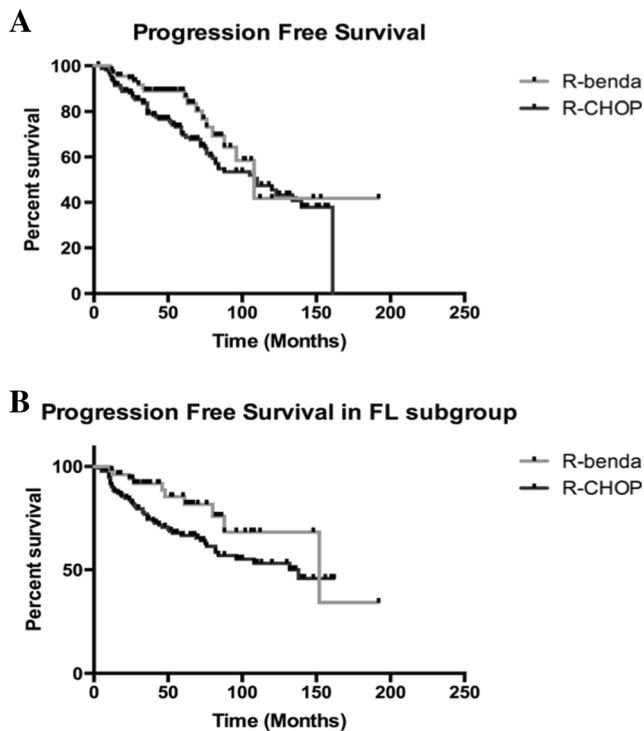 A
Progression Free Survival
100
80
60
40
20
0
Percent survival
0 50 100 150 200 250
Time (Months)
R-benda
R-CHOP
B
Progression Free Survival in FL subgroup
100
50
0
Percent survival
0 50 100 150 200 250
Time (Months)
R-benda
R-CHOP